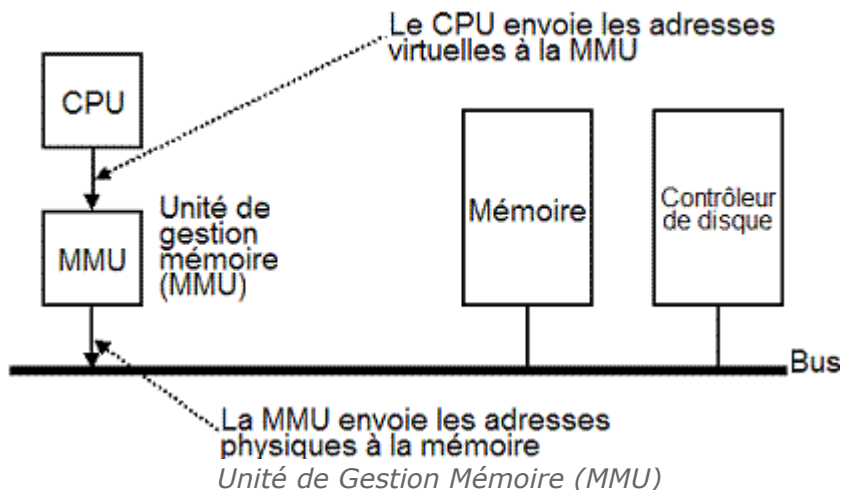 Le CPU envoie les adresses
virtuelles à la MMU
CPU
Unité de
gestion
mémoire
(MMU)
MMU
Mémoire
Contrôleur
de disque
Bus
La MMU envoie les adresses
physiques à la mémoire
Unité de Gestion Mémoire (MMU)